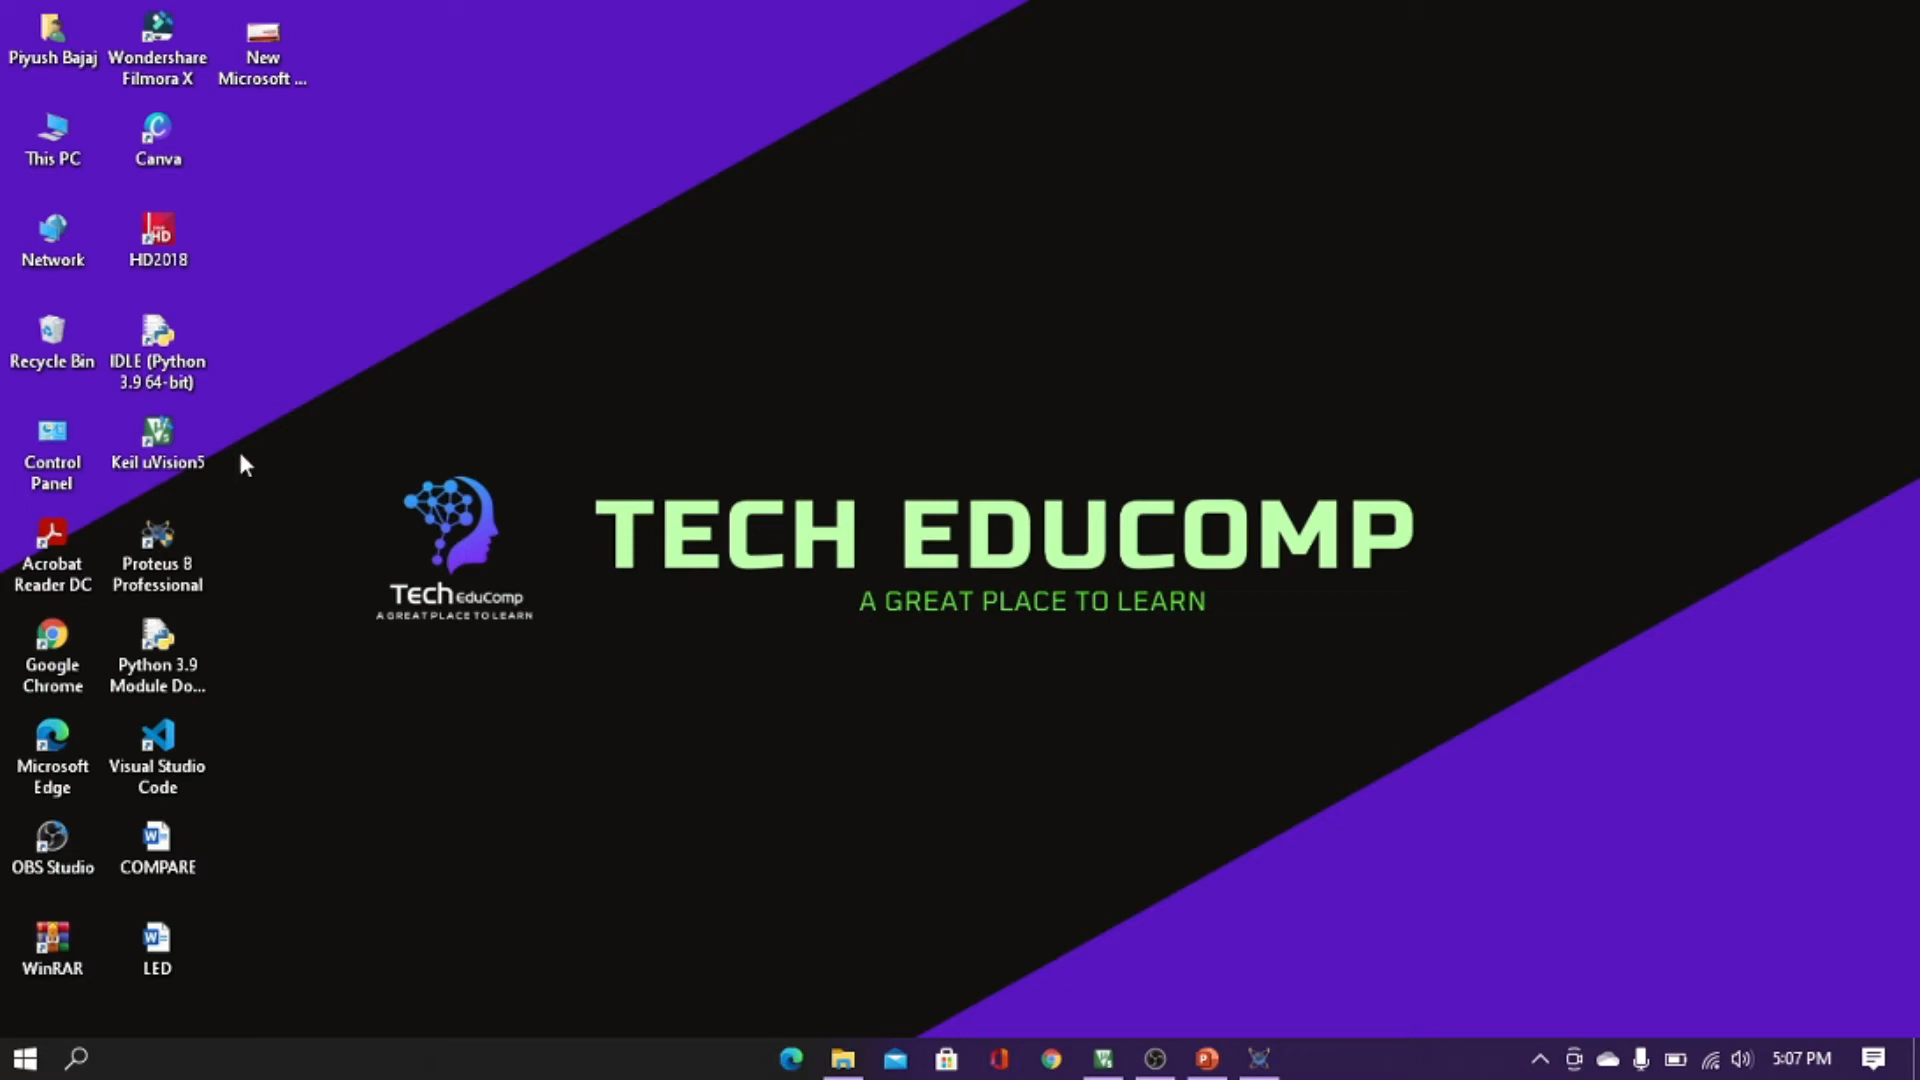 Piyush Bajaj
Wondershare
Filmora X
New
Microsoft ...
This PC
Canva
Network
HD
HD2018
Recycle Bin
IDLE (Python
3.9 64-bit)
Control
Panel
Keil uVision5
Acrobat
Reader DC
Proteus 8
Professional
Google
Chrome
Python 3.9
Module Do...
Microsoft
Edge
Visual Studio
Code
OBS Studio
COMPARE
WinRAR
LED
Tech EduComp
A GREAT PLACE TO LEARN
TECH EDUCOMP
A GREAT PLACE TO LEARN
5:07 PM